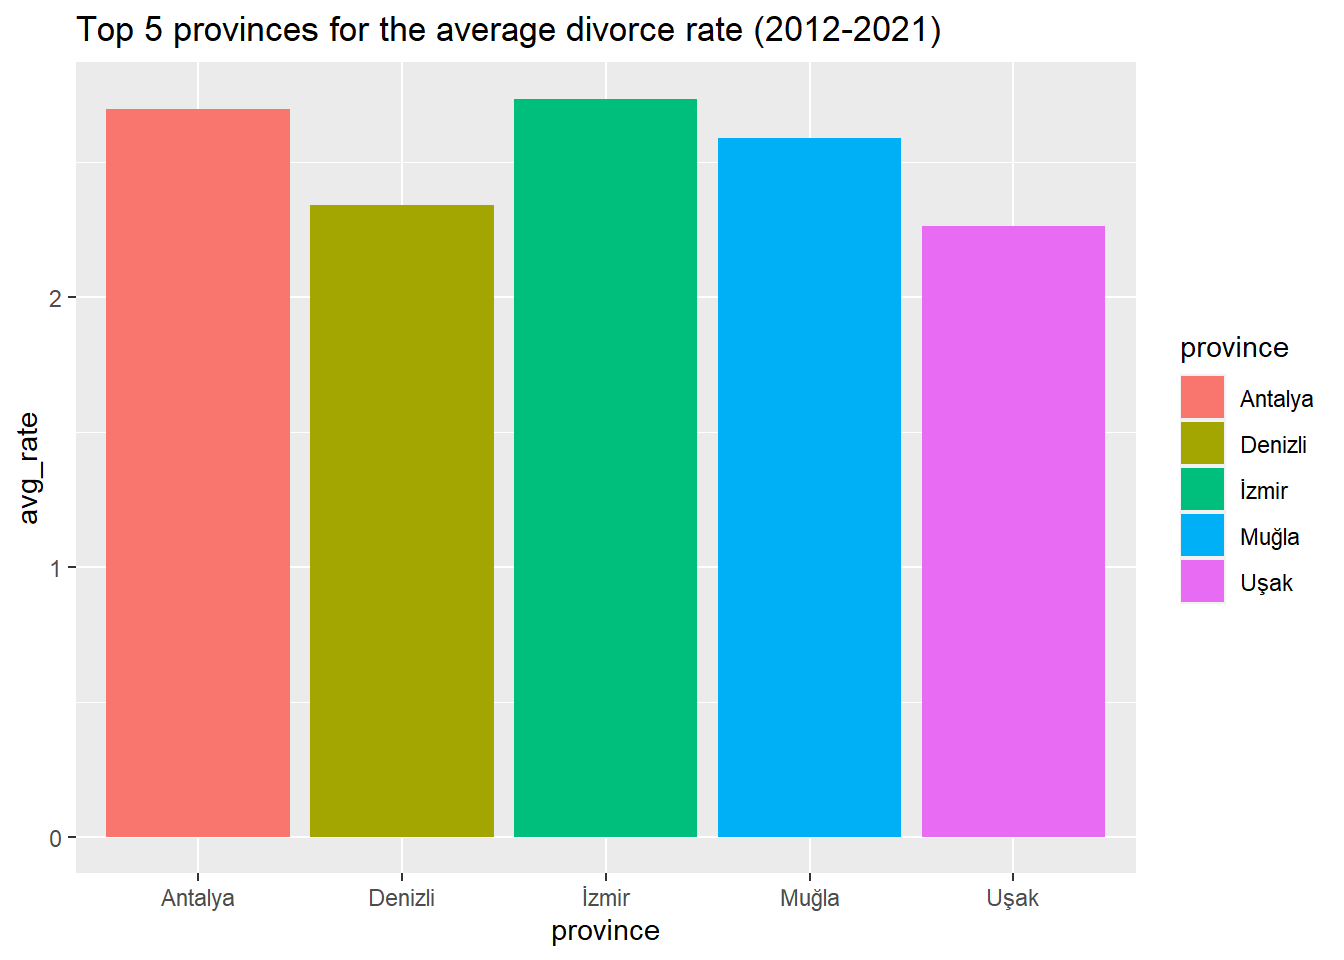 Top 5 provinces for the average divorce rate (2012-2021)
avg_rate
2
1
0
Antalya Denizli İzmir Muğla Uşak
province
province
Antalya
Denizli
İzmir
Muğla
Uşak